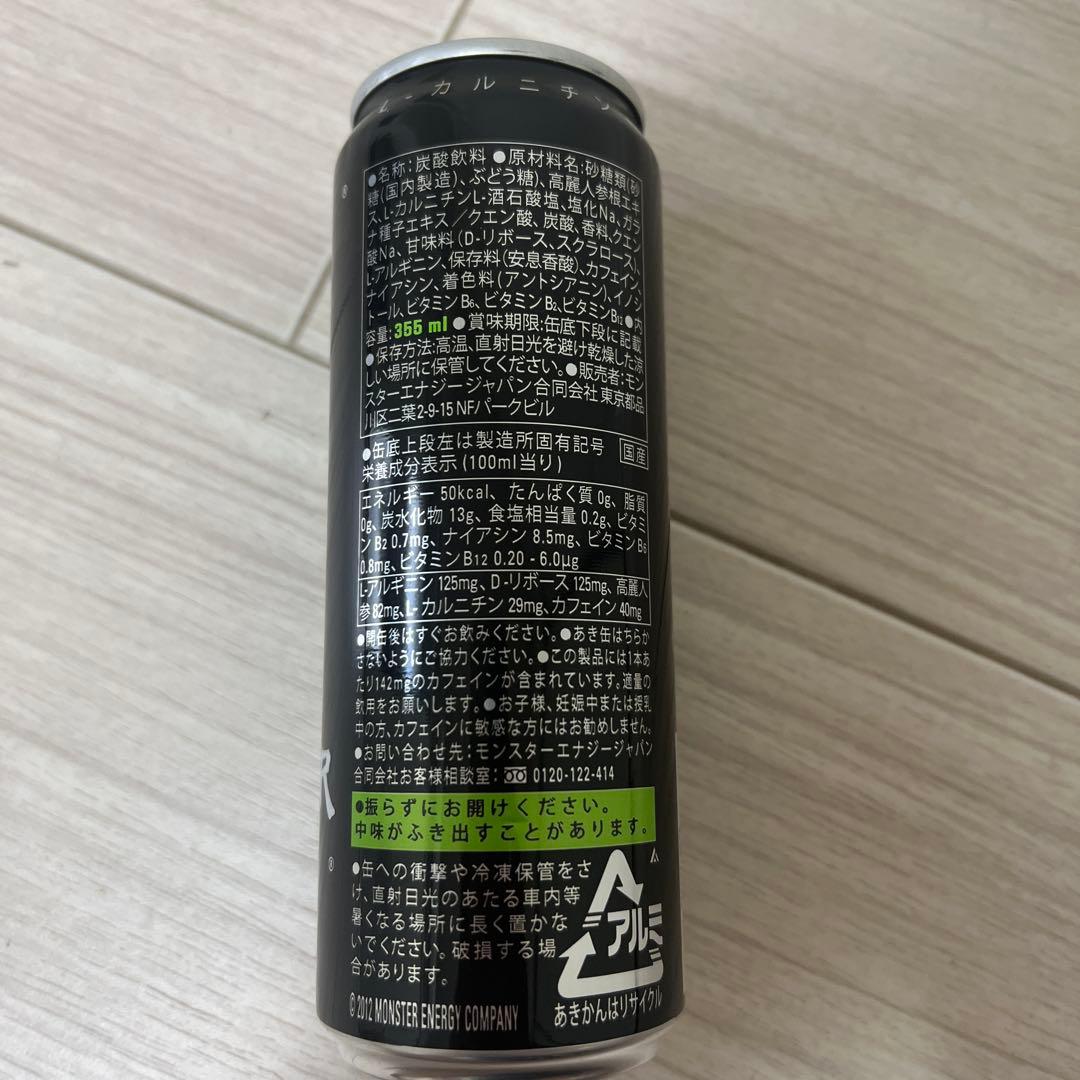 L-カルニチン
●名称:炭酸飲料 ●原材料名:砂糖類(砂
糖(国内製造)、ぶどう糖)、高麗人参根エキ
ス、L-カルニチンL-酒石酸塩、塩化Na、ガラ
ナ種子エキス/クエン酸、炭酸、香料、クエン
酸Na、甘味料(D-リボース、スクラロース)、
L-アルギニン、保存料(安息香酸)、カフェイン、
ナイアシン、着色料(アントシアニン)、イノシ
トール、ビタミンB6、ビタミンB2、ビタミンB12 ●内
容量:355 ml ●賞味期限:缶底下段に記載
●保存方法:高温、直射日光を避け乾燥した涼
しい場所に保管してください。●販売者:モン
スターエナジージャパン合同会社 東京都品
川区二葉2-9-15 NFパークビル
●缶底上段左は製造所固有記号 国産
栄養成分表示 (100ml当り)
エネルギー 50kcal、たんぱく質 0g、脂質
0g、炭水化物 13g、食塩相当量 0.2g、ビタミ
ンB2 0.7mg、ナイアシン 8.5mg、ビタミンB6
0.8mg、ビタミンB12 0.20 - 6.0μg
L-アルギニン 125mg、D-リボース 125mg、高麗人
参 82mg、L-カルニチン 29mg、カフェイン 40mg
●開缶後はすぐお飲みください。●あき缶はちらか
さないようにご協力ください。●この製品には1本あ
たり142mgのカフェインが含まれています。適量の
飲用をお願いします。●お子様、妊娠中または授乳
中の方、カフェインに敏感な方にはお勧めしません。
●お問い合わせ先:モンスターエナジージャパン
合同会社お客様相談室: 0120-122-414
●振らずにお開けください。
中味がふき出すことがあります。
●缶への衝撃や冷凍保管をさ
け、直射日光のあたる車内等
暑くなる場所に長く置かな
いでください。破損する場
合があります。
アルミ
あきかんはリサイクル
© 2012 MONSTER ENERGY COMPANY
R
®
®